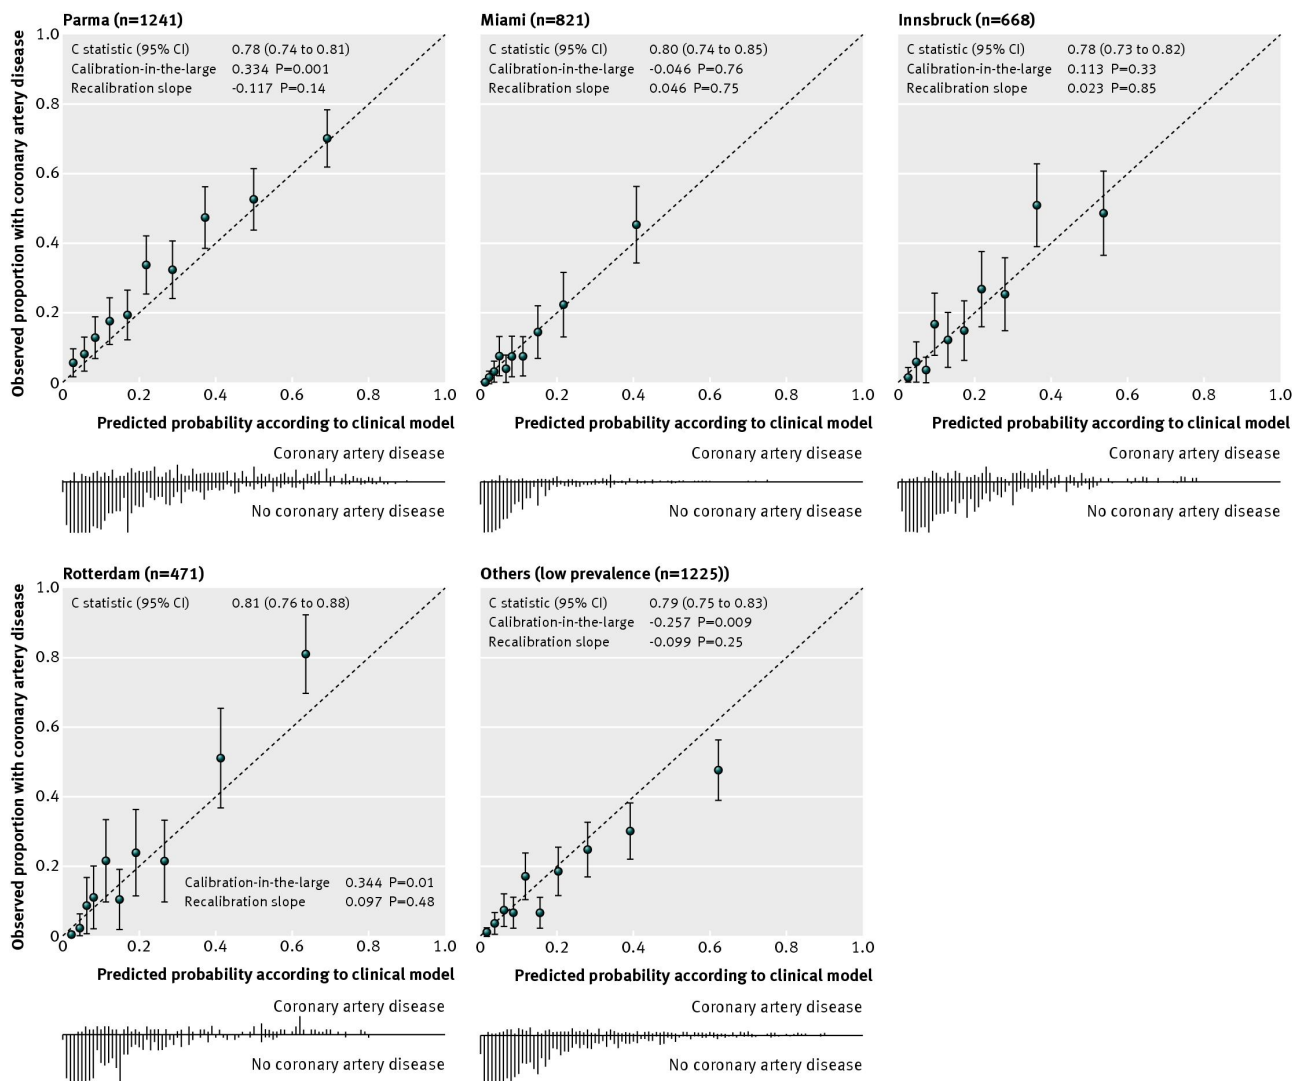 Parma (n=1241)
C statistic (95% CI) 0.78 (0.74 to 0.81)
Calibration-in-the-large 0.334 P=0.001
Recalibration slope -0.117 P=0.14
Observed proportion with coronary artery disease
1.0
0.8
0.6
0.4
0.2
0
0 0.2 0.4 0.6 0.8 1.0
Predicted probability according to clinical model
Coronary artery disease
No coronary artery disease
Miami (n=821)
C statistic (95% CI) 0.80 (0.74 to 0.85)
Calibration-in-the-large -0.046 P=0.76
Recalibration slope 0.046 P=0.75
0 0.2 0.4 0.6 0.8 1.0
Predicted probability according to clinical model
Coronary artery disease
No coronary artery disease
Innsbruck (n=668)
C statistic (95% CI) 0.78 (0.73 to 0.82)
Calibration-in-the-large 0.113 P=0.33
Recalibration slope 0.023 P=0.85
0 0.2 0.4 0.6 0.8 1.0
Predicted probability according to clinical model
Coronary artery disease
No coronary artery disease
Rotterdam (n=471)
C statistic (95% CI) 0.81 (0.76 to 0.88)
Observed proportion with coronary artery disease
1.0
0.8
0.6
0.4
0.2
0
Calibration-in-the-large 0.344 P=0.01
Recalibration slope 0.097 P=0.48
0 0.2 0.4 0.6 0.8 1.0
Predicted probability according to clinical model
Coronary artery disease
No coronary artery disease
Others (low prevalence (n=1225))
C statistic (95% CI) 0.79 (0.75 to 0.83)
Calibration-in-the-large -0.257 P=0.009
Recalibration slope -0.099 P=0.25
0 0.2 0.4 0.6 0.8 1.0
Predicted probability according to clinical model
Coronary artery disease
No coronary artery disease